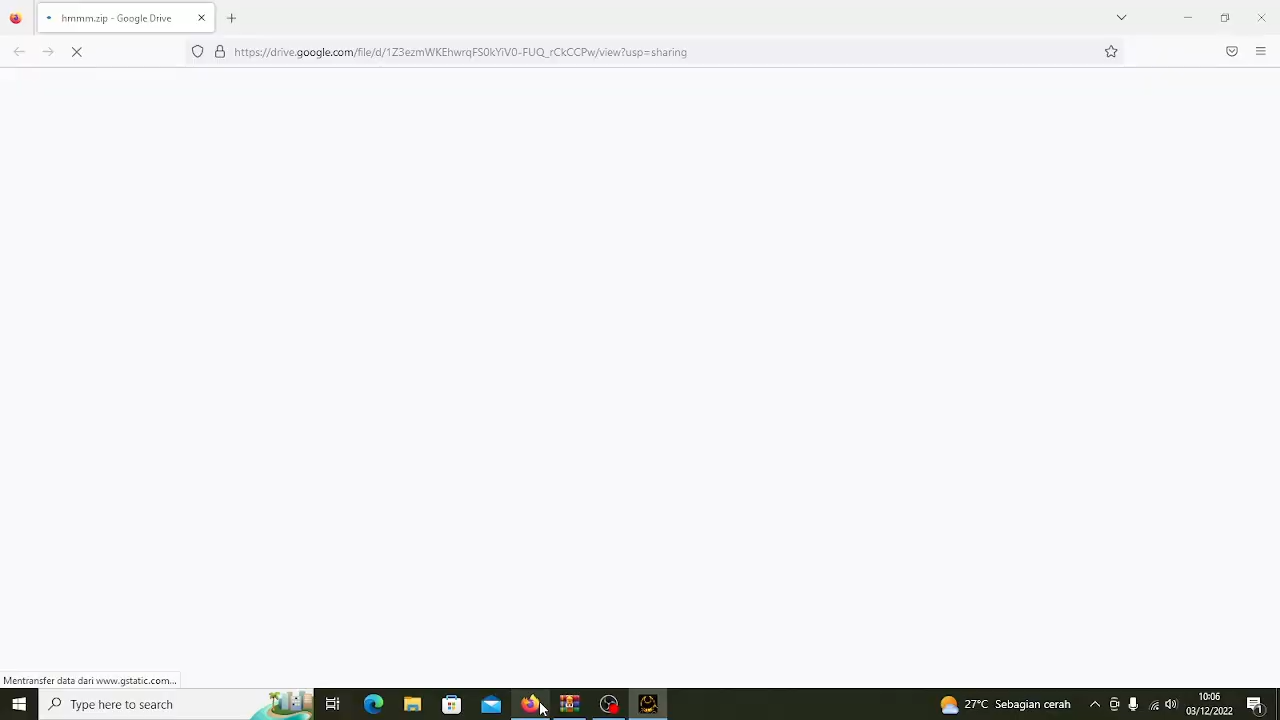 hmmm.zip - Google Drive
https://drive.google.com/file/d/1Z3ezmWKEhwrqFS0kYiV0-FUQ_rCkCCPw/view?usp=sharing
Mentransfer data dari www.gstatic.com...
Type here to search
27°C Sebagian cerah
10:06
03/12/2022